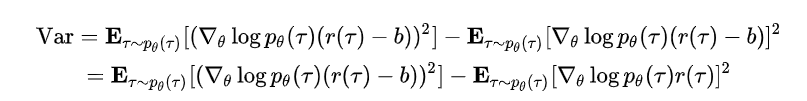 Var = E_{τ∼p_θ(τ)}[(∇_θ log p_θ(τ)(r(τ) − b))²] − E_{τ∼p_θ(τ)}[∇_θ log p_θ(τ)(r(τ) − b)]²
= E_{τ∼p_θ(τ)}[(∇_θ log p_θ(τ)(r(τ) − b))²] − E_{τ∼p_θ(τ)}[∇_θ log p_θ(τ)r(τ)]²